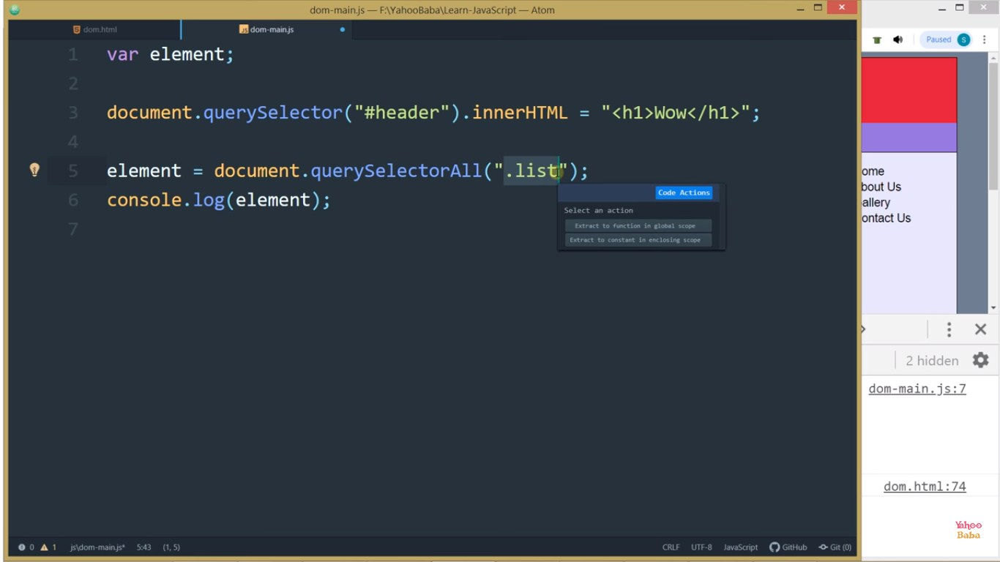 dom-main.js — F:\YahooBaba\Learn-JavaScript — Atom
dom.html
dom-main.js
1 var element;
2
3 document.querySelector("#header").innerHTML = "<h1>Wow</h1>";
4
5 element = document.querySelectorAll(".list");
6 console.log(element);
7
Code Actions
Select an action
Extract to function in global scope
Extract to constant in enclosing scope
0 1 js\dom-main.js* 5:43 (1, 5)
CRLF UTF-8 JavaScript GitHub Git (0)
Paused S
ome
bout Us
allery
ontact Us
2 hidden
dom-main.js:7
dom.html:74
Yahoo
Baba